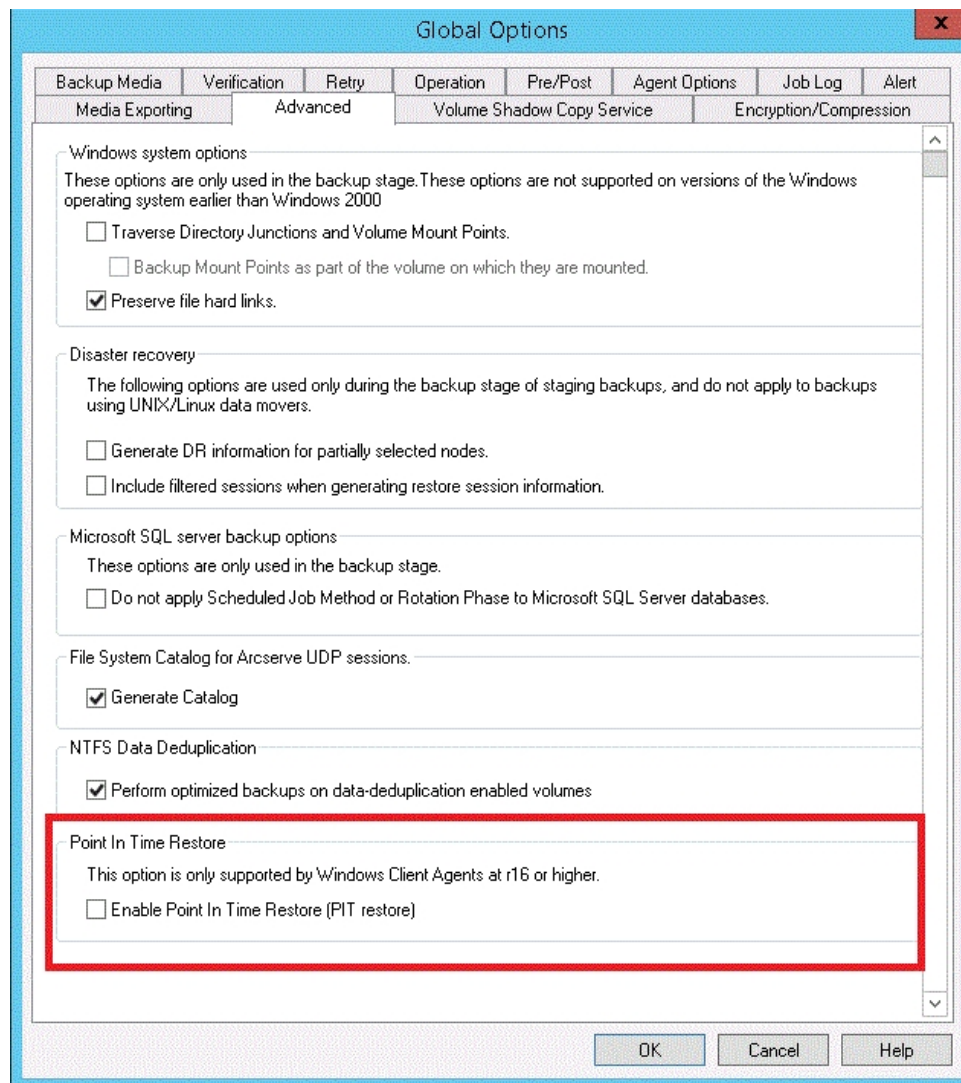 Global Options
x
Backup Media Verification Retry Operation Pre/Post Agent Options Job Log Alert
Media Exporting Advanced Volume Shadow Copy Service Encryption/Compression
Windows system options
These options are only used in the backup stage.These options are not supported on versions of the Windows
operating system earlier than Windows 2000
Traverse Directory Junctions and Volume Mount Points.
Backup Mount Points as part of the volume on which they are mounted.
Preserve file hard links.
Disaster recovery
The following options are used only during the backup stage of staging backups, and do not apply to backups
using UNIX/Linux data movers.
Generate DR information for partially selected nodes.
Include filtered sessions when generating restore session information.
Microsoft SQL server backup options
These options are only used in the backup stage.
Do not apply Scheduled Job Method or Rotation Phase to Microsoft SQL Server databases.
File System Catalog for Arcserve UDP sessions.
Generate Catalog
NTFS Data Deduplication
Perform optimized backups on data-deduplication enabled volumes
Point In Time Restore
This option is only supported by Windows Client Agents at r16 or higher.
Enable Point In Time Restore (PIT restore)
OK Cancel Help